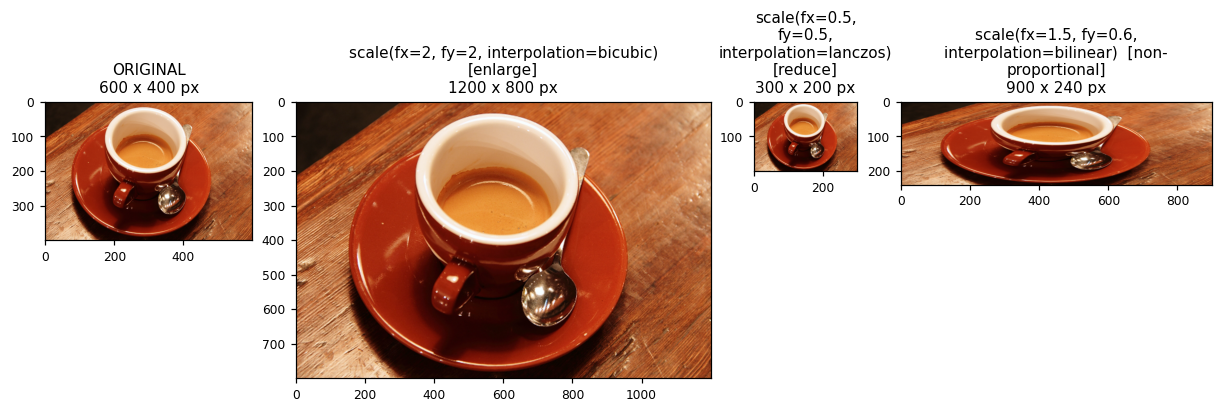 ORIGINAL
600 x 400 px
0
100
200
300
0
200
400
scale(fx=2, fy=2, interpolation=bicubic)
[enlarge]
1200 x 800 px
0
100
200
300
400
500
600
700
0
200
400
600
800
1000
scale(fx=0.5,
fy=0.5,
interpolation=lanczos)
[reduce]
300 x 200 px
0
100
0
200
scale(fx=1.5, fy=0.6,
interpolation=bilinear)  [non-
proportional]
900 x 240 px
0
100
200
0
200
400
600
800